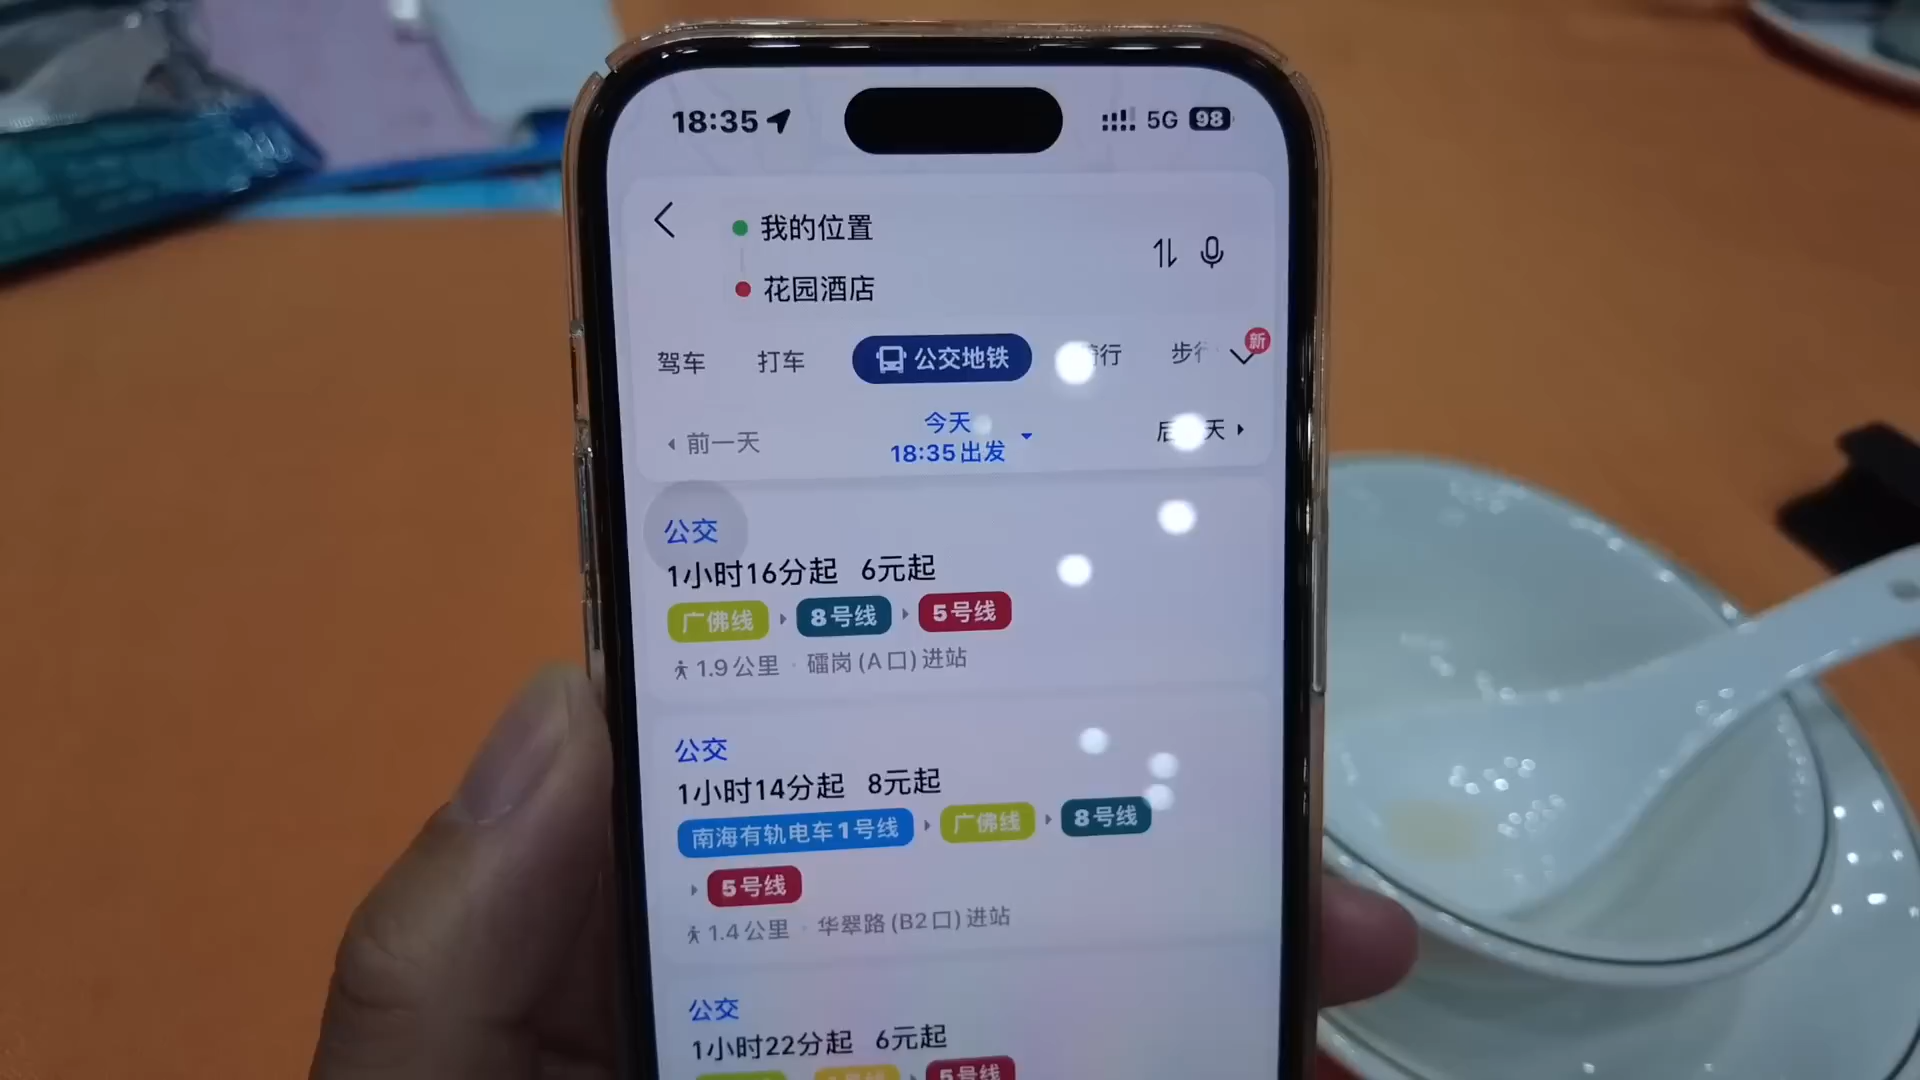 18:35 5G 98
我的位置
花园酒店
驾车 打车 公交地铁 行 步行 新
前一天 今天 后 天
18:35出发
公交
1小时16分起 6元起
广佛线 8号线 5号线
1.9公里 · 礌岗(A口)进站
公交
1小时14分起 8元起
南海有轨电车1号线 广佛线 8号线
5号线
1.4公里 · 华翠路(B2口)进站
公交
1小时22分起 6元起
5号线